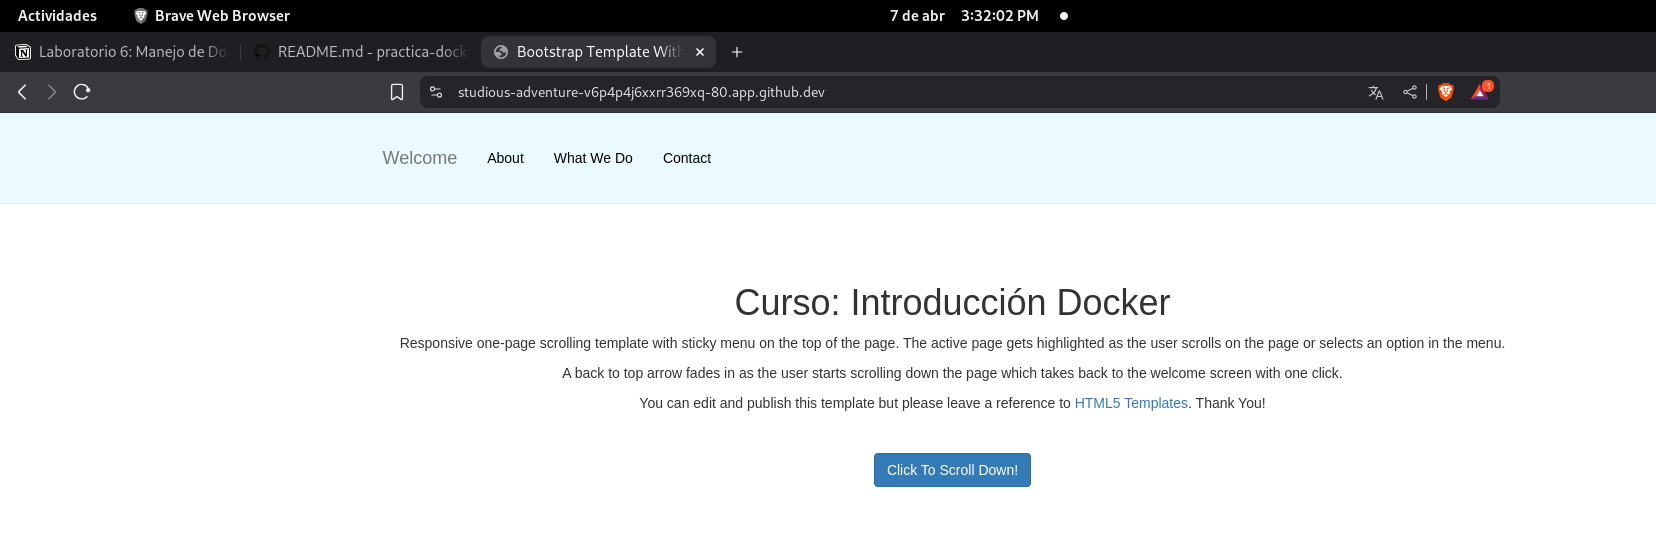 Actividades Brave Web Browser 7 de abr 3:32:02 PM
Laboratorio 6: Manejo de Do README.md - practica-dock Bootstrap Template With
studious-adventure-v6p4p4j6xxrr369xq-80.app.github.dev 1
Welcome About What We Do Contact
Curso: Introducción Docker
Responsive one-page scrolling template with sticky menu on the top of the page. The active page gets highlighted as the user scrolls on the page or selects an option in the menu.
A back to top arrow fades in as the user starts scrolling down the page which takes back to the welcome screen with one click.
You can edit and publish this template but please leave a reference to HTML5 Templates. Thank You!
Click To Scroll Down!